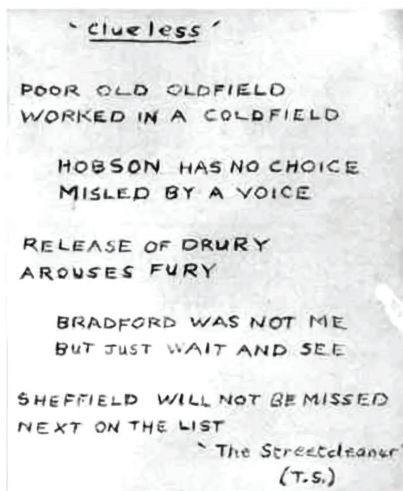 `Clueless´
POOR OLD OLDFIELD
WORKED IN A COLDFIELD
HOBSON HAS NO CHOICE
MISLED BY A VOICE
RELEASE OF DRURY
AROUSES FURY
BRADFORD WAS NOT ME
BUT JUST WAIT AND SEE
SHEFFIELD WILL NOT BE MISSED
NEXT ON THE LIST
`The Streetcleaner´
(T.S.)